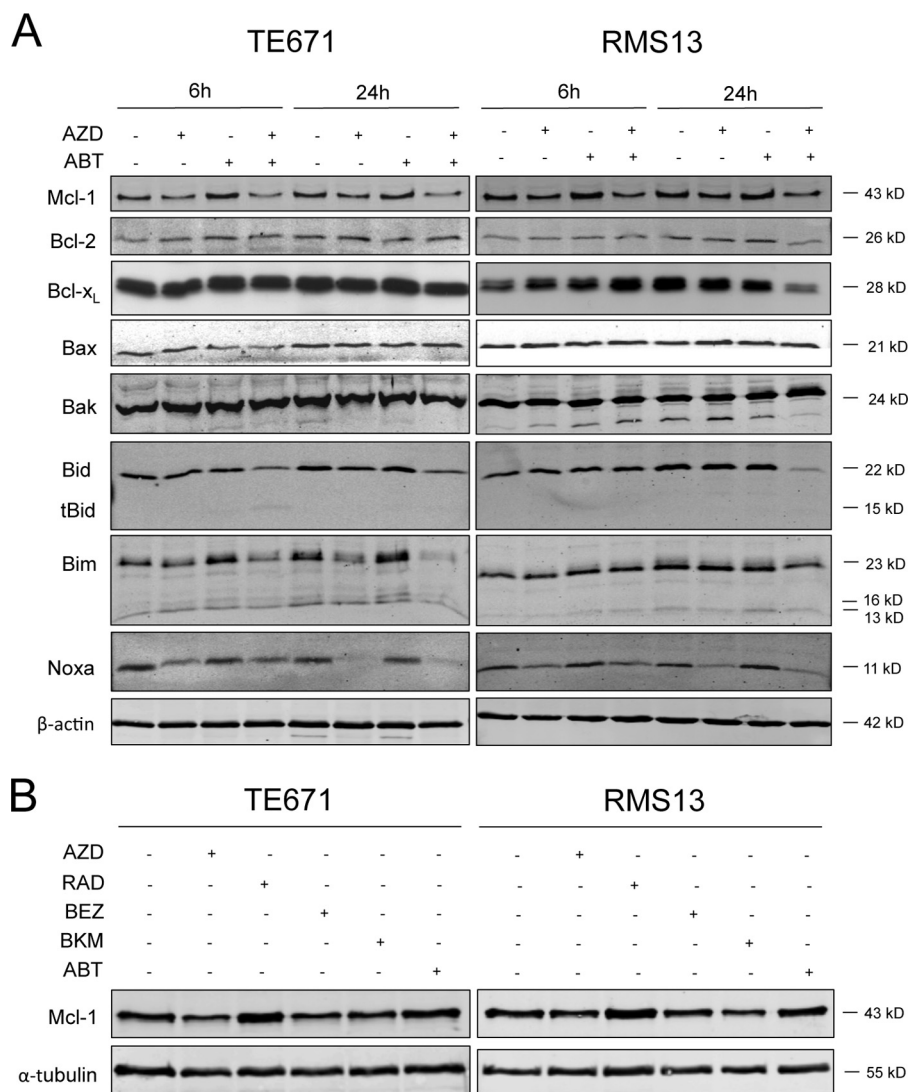 A
TE671 RMS13
6h 24h 6h 24h
AZD - + - + - + - + - + - + - + - +
ABT - - + + - - + + - - + + - - + +
Mcl-1 43 kD
Bcl-2 26 kD
Bcl-xL 28 kD
Bax 21 kD
Bak 24 kD
Bid 22 kD
tBid 15 kD
Bim 23 kD
16 kD
13 kD
Noxa 11 kD
β-actin 42 kD
B
TE671 RMS13
AZD - + - - - - - + - - - -
RAD - - + - - - - - + - - -
BEZ - - - + - - - - - + - -
BKM - - - - + - - - - - + -
ABT - - - - - + - - - - - +
Mcl-1 43 kD
α-tubulin 55 kD